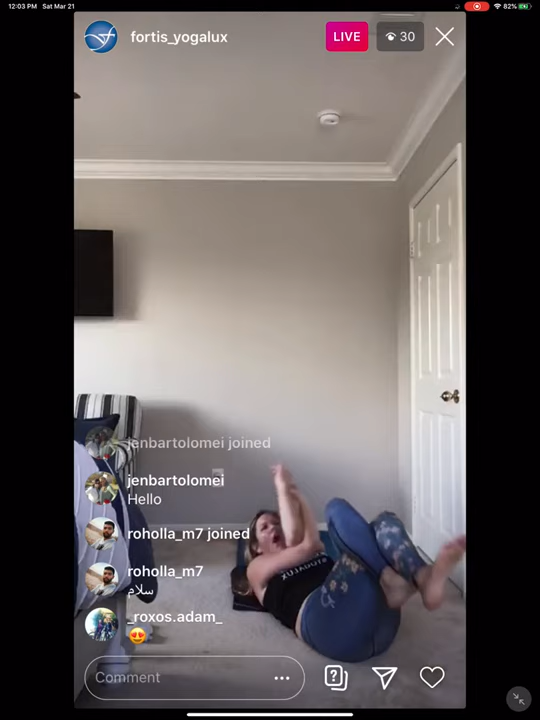 12:03 PM Sat Mar 21
82%
fortis_yogalux
LIVE
30
jenbartolomei joined
jenbartolomei
Hello
roholla_m7 joined
roholla_m7
سلام
_roxos.adam_
Comment